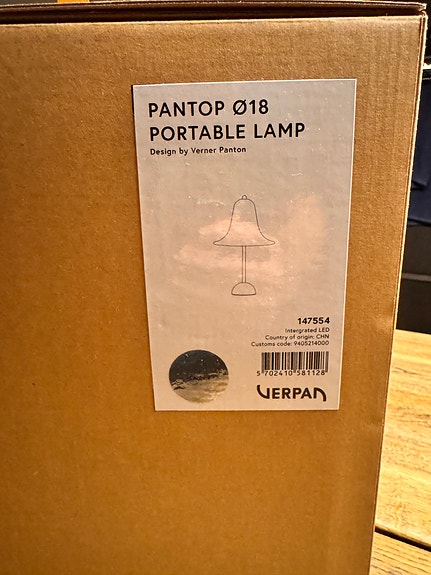 PANTOP Ø18
PORTABLE LAMP
Design by Verner Panton
147554
Intergrated LED
Country of origin: CHN
Customs code: 9405214000
5 702410 581128
VERPAN